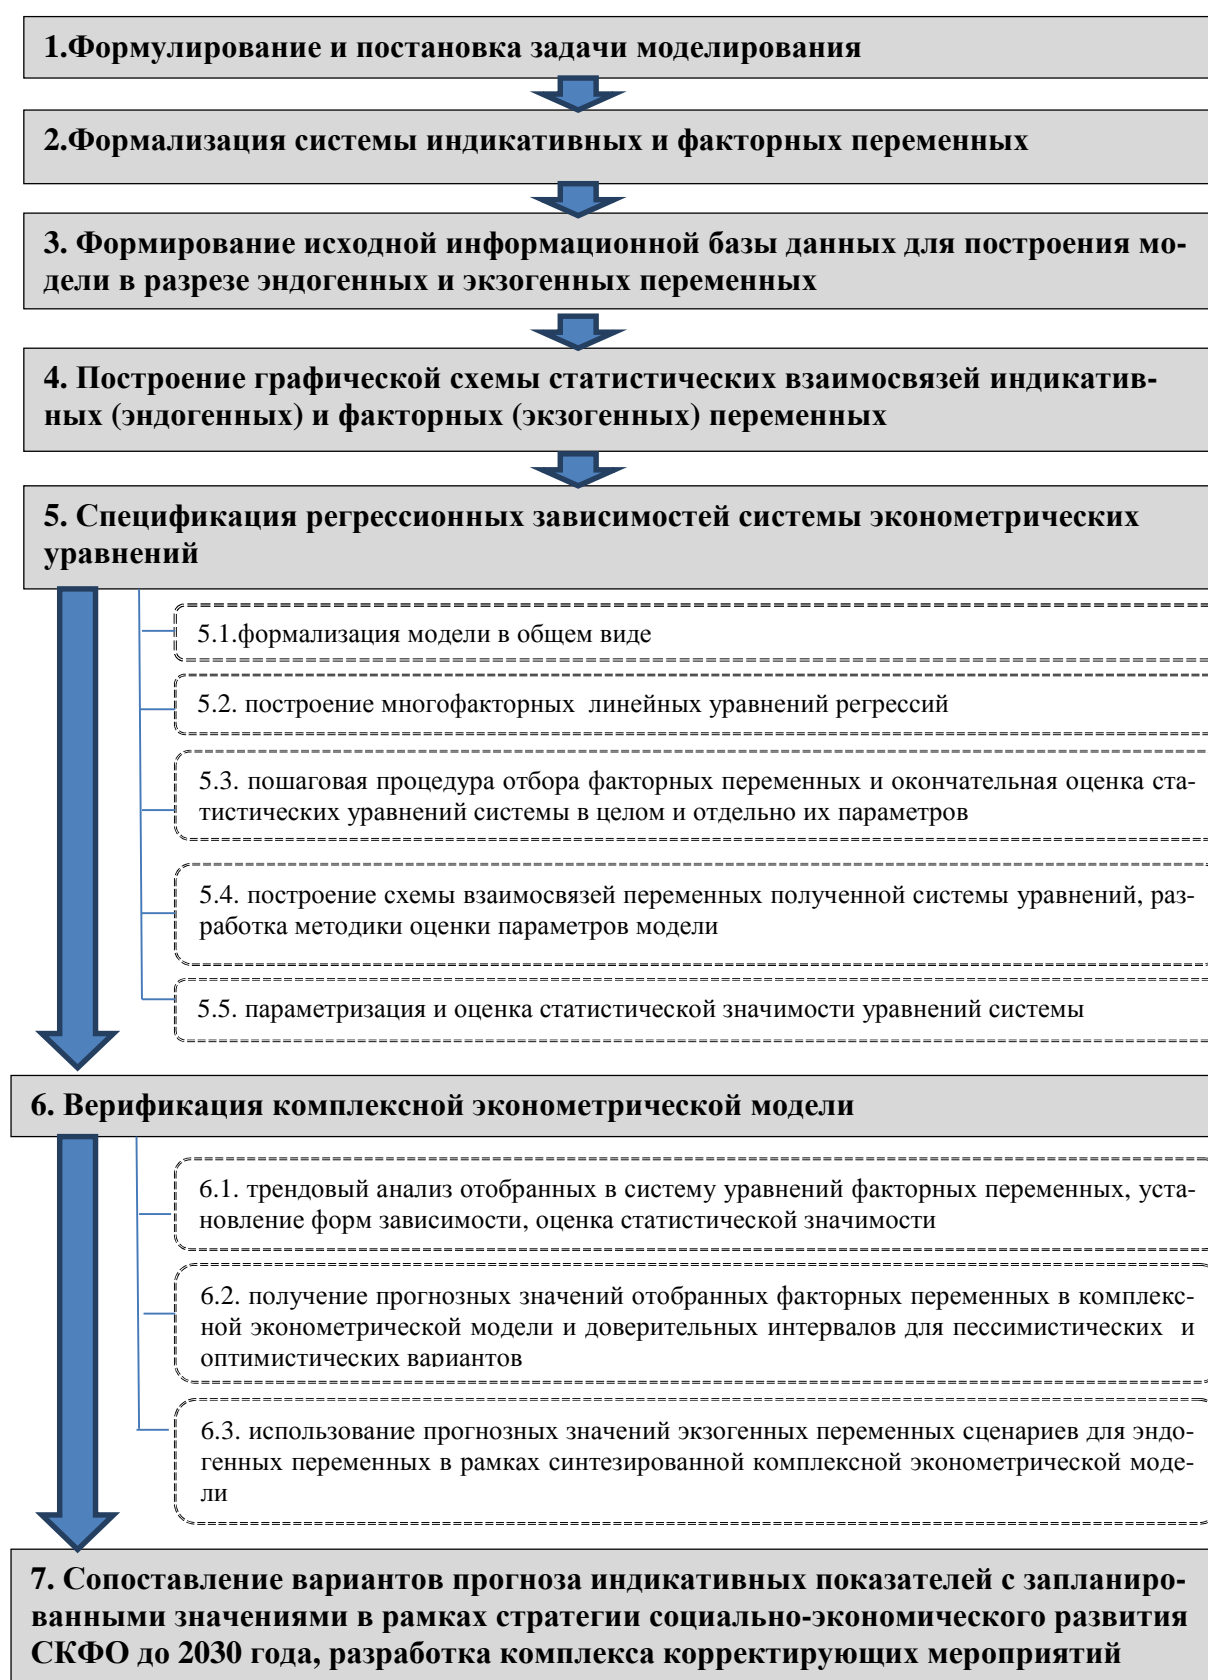 1.Формулирование и постановка задачи моделирования
2.Формализация системы индикативных и факторных переменных
3. Формирование исходной информационной базы данных для построения мо-
дели в разрезе эндогенных и экзогенных переменных
4. Построение графической схемы статистических взаимосвязей индикатив-
ных (эндогенных) и факторных (экзогенных) переменных
5. Спецификация регрессионных зависимостей системы эконометрических
уравнений
5.1.формализация модели в общем виде
5.2. построение многофакторных линейных уравнений регрессий
5.3. пошаговая процедура отбора факторных переменных и окончательная оценка ста-
тистических уравнений системы в целом и отдельно их параметров
5.4. построение схемы взаимосвязей переменных полученной системы уравнений, раз-
работка методики оценки параметров модели
5.5. параметризация и оценка статистической значимости уравнений системы
6. Верификация комплексной эконометрической модели
6.1. трендовый анализ отобранных в систему уравнений факторных переменных, уста-
новление форм зависимости, оценка статистической значимости
6.2. получение прогнозных значений отобранных факторных переменных в комплекс-
ной эконометрической модели и доверительных интервалов для пессимистических и
оптимистических вариантов
6.3. использование прогнозных значений экзогенных переменных сценариев для эндо-
генных переменных в рамках синтезированной комплексной эконометрической моде-
ли
7. Сопоставление вариантов прогноза индикативных показателей с запланиро-
ванными значениями в рамках стратегии социально-экономического развития
СКФО до 2030 года, разработка комплекса корректирующих мероприятий